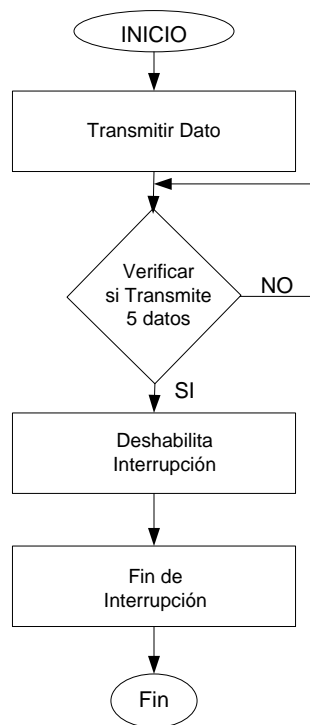 INICIO
Transmitir Dato
Verificar
si Transmite
5 datos
NO
SI
Deshabilita
Interrupción
Fin de
Interrupción
Fin